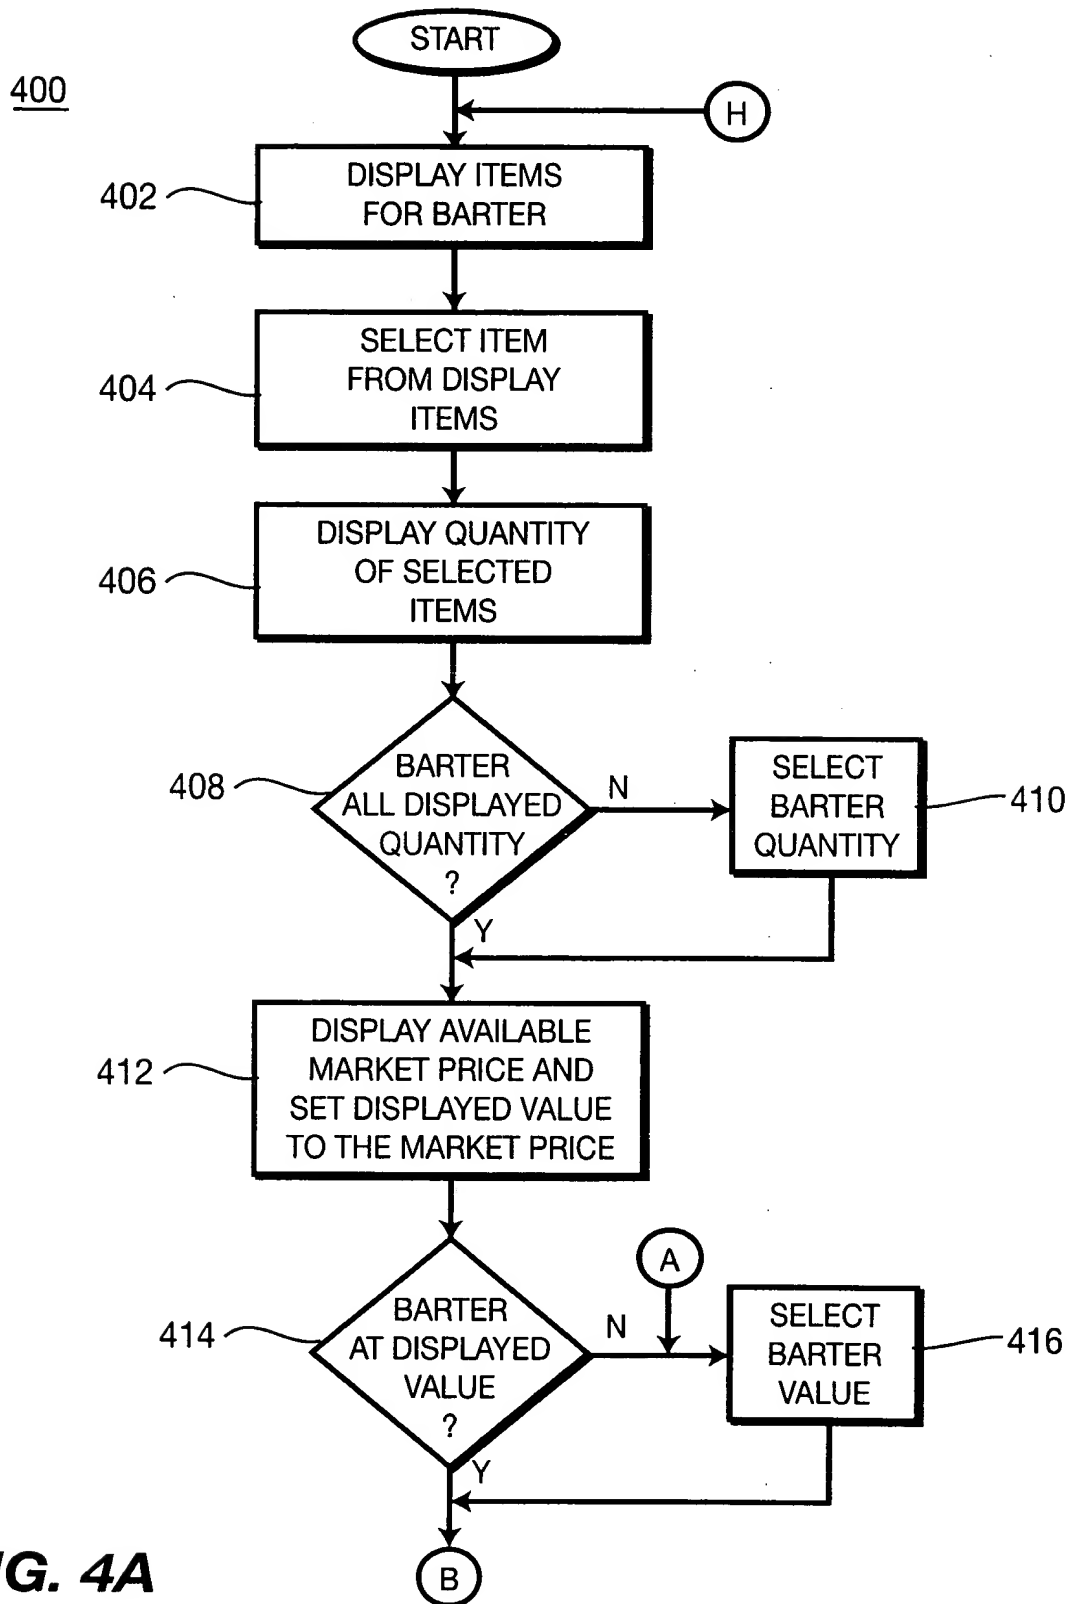 START
400
H
402
DISPLAY ITEMS
FOR BARTER
404
SELECT ITEM
FROM DISPLAY
ITEMS
406
DISPLAY QUANTITY
OF SELECTED
ITEMS
408
BARTER
ALL DISPLAYED
QUANTITY
?
N
SELECT
BARTER
QUANTITY
410
Y
412
DISPLAY AVAILABLE
MARKET PRICE AND
SET DISPLAYED VALUE
TO THE MARKET PRICE
A
414
BARTER
AT DISPLAYED
VALUE
?
N
SELECT
BARTER
VALUE
416
Y
B
G. 4A